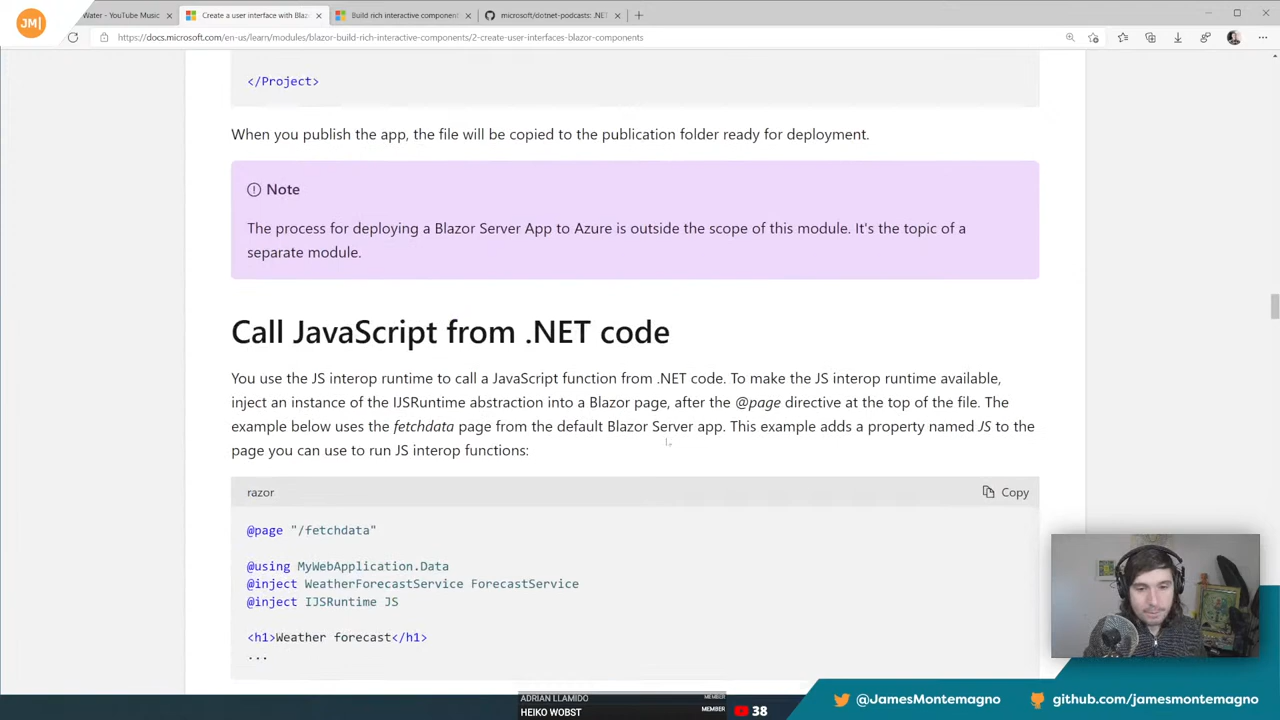 JM|
Water - YouTube Music
Create a user interface with Blaz
Build rich interactive component
microsoft/dotnet-podcasts: .NET
https://docs.microsoft.com/en-us/learn/modules/blazor-build-rich-interactive-components/2-create-user-interfaces-blazor-components
</Project>
When you publish the app, the file will be copied to the publication folder ready for deployment.
Note
The process for deploying a Blazor Server App to Azure is outside the scope of this module. It's the topic of a
separate module.
Call JavaScript from .NET code
You use the JS interop runtime to call a JavaScript function from .NET code. To make the JS interop runtime available,
inject an instance of the IJSRuntime abstraction into a Blazor page, after the @page directive at the top of the file. The
example below uses the fetchdata page from the default Blazor Server app. This example adds a property named JS to the
page you can use to run JS interop functions:
razor
Copy
@page "/fetchdata"
@using MyWebApplication.Data
@inject WeatherForecastService ForecastService
@inject IJSRuntime JS
<h1>Weather forecast</h1>
...
ADRIAN LLAMIDO MEMBER
HEIKO WOBST MEMBER
38
@JamesMontemagno
github.com/jamesmontemagno